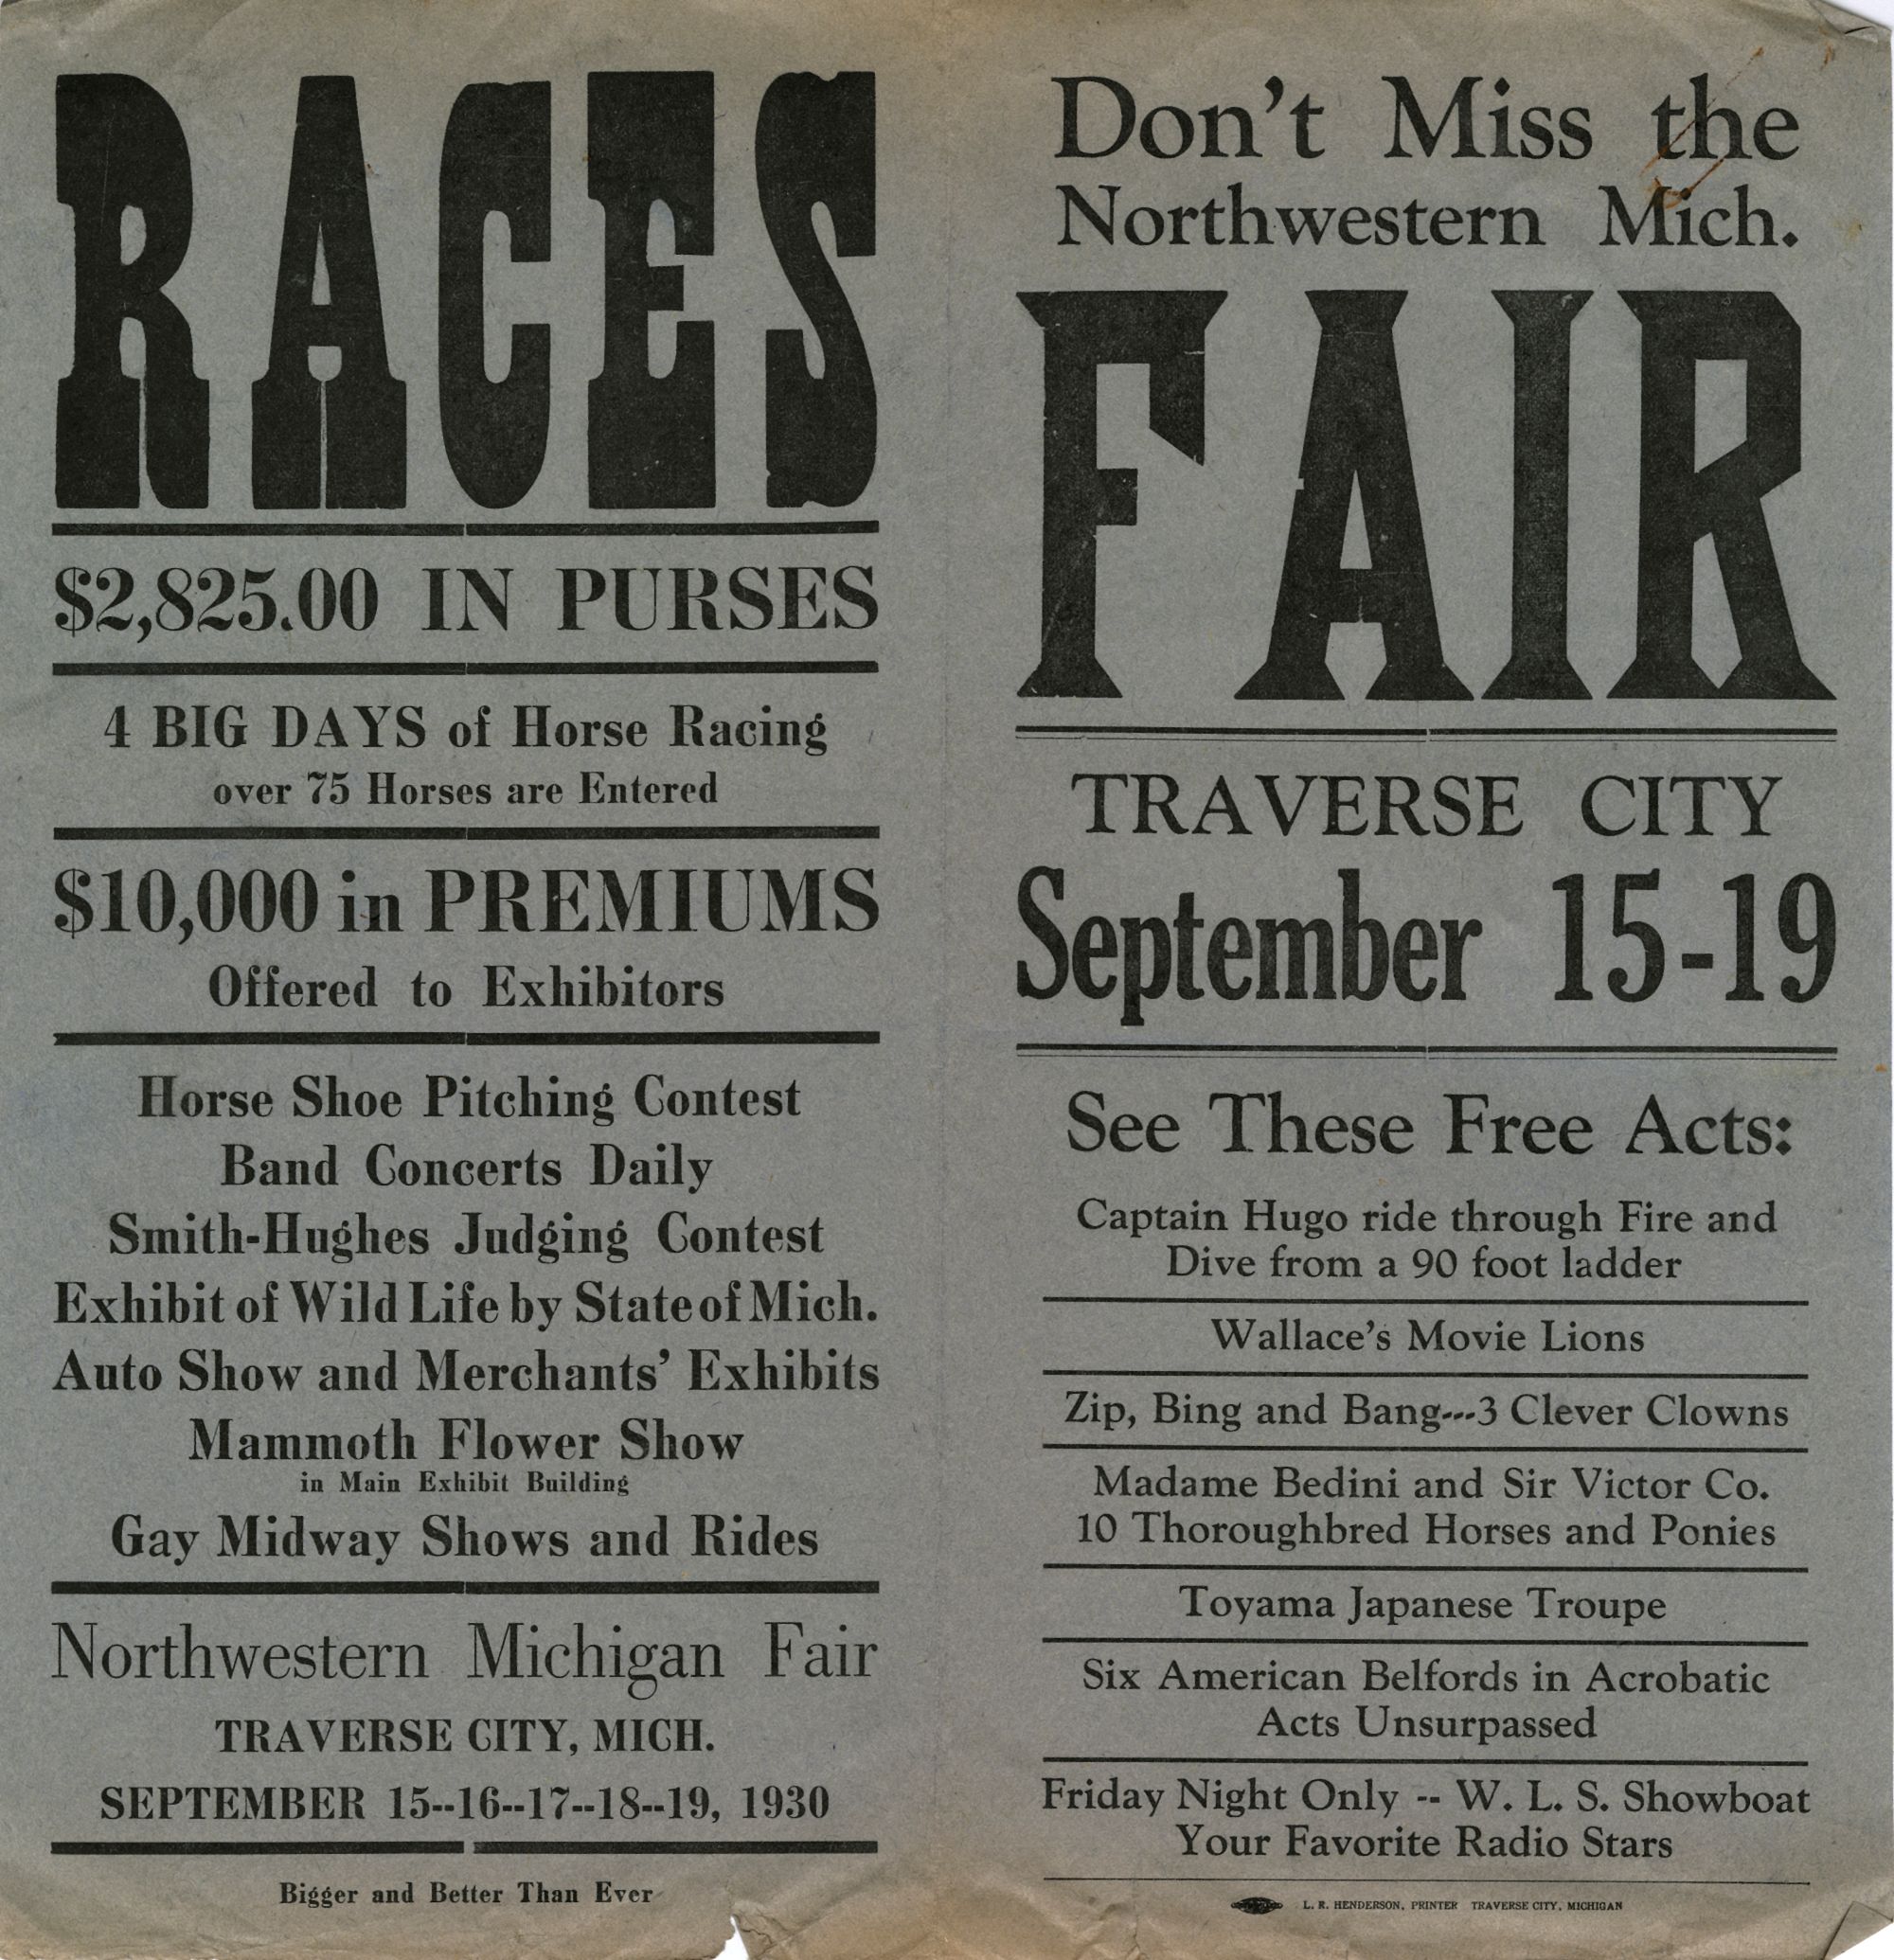 RACES
$2,825.00 IN PURSES
4 BIG DAYS of Horse Racing
over 75 Horses are Entered
$10,000 in PREMIUMS
Offered to Exhibitors
Horse Shoe Pitching Contest
Band Concerts Daily
Smith-Hughes Judging Contest
Exhibit of Wild Life by State of Mich.
Auto Show and Merchants' Exhibits
Mammoth Flower Show
in Main Exhibit Building
Gay Midway Shows and Rides
Northwestern Michigan Fair
TRAVERSE CITY, MICH.
SEPTEMBER 15--16--17--18--19, 1930
Bigger and Better Than Ever
Don't Miss the
Northwestern Mich.
FAIR
TRAVERSE CITY
September 15-19
See These Free Acts:
Captain Hugo ride through Fire and
Dive from a 90 foot ladder
Wallace's Movie Lions
Zip, Bing and Bang---3 Clever Clowns
Madame Bedini and Sir Victor Co.
10 Thoroughbred Horses and Ponies
Toyama Japanese Troupe
Six American Belfords in Acrobatic
Acts Unsurpassed
Friday Night Only -- W. L. S. Showboat
Your Favorite Radio Stars
L. R. HENDERSON, PRINTER TRAVERSE CITY, MICHIGAN